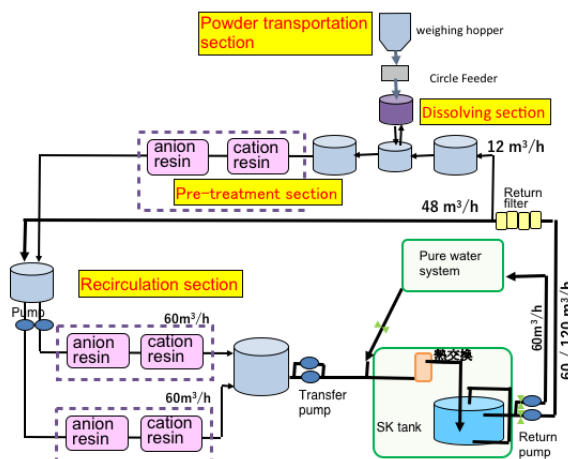 Powder transportation
section
weighing hopper
Circle Feeder
Dissolving section
anion
resin
cation
resin
12 m³/h
Pre-treatment section
Return
filter
48 m³/h
Pure water
system
Recirculation section
Pump
60m³/h
anion
resin
cation
resin
60m³/h
60 / 120 m³/h
熱交換
Transfer
pump
SK tank
60m³/h
anion
resin
cation
resin
Return
pump